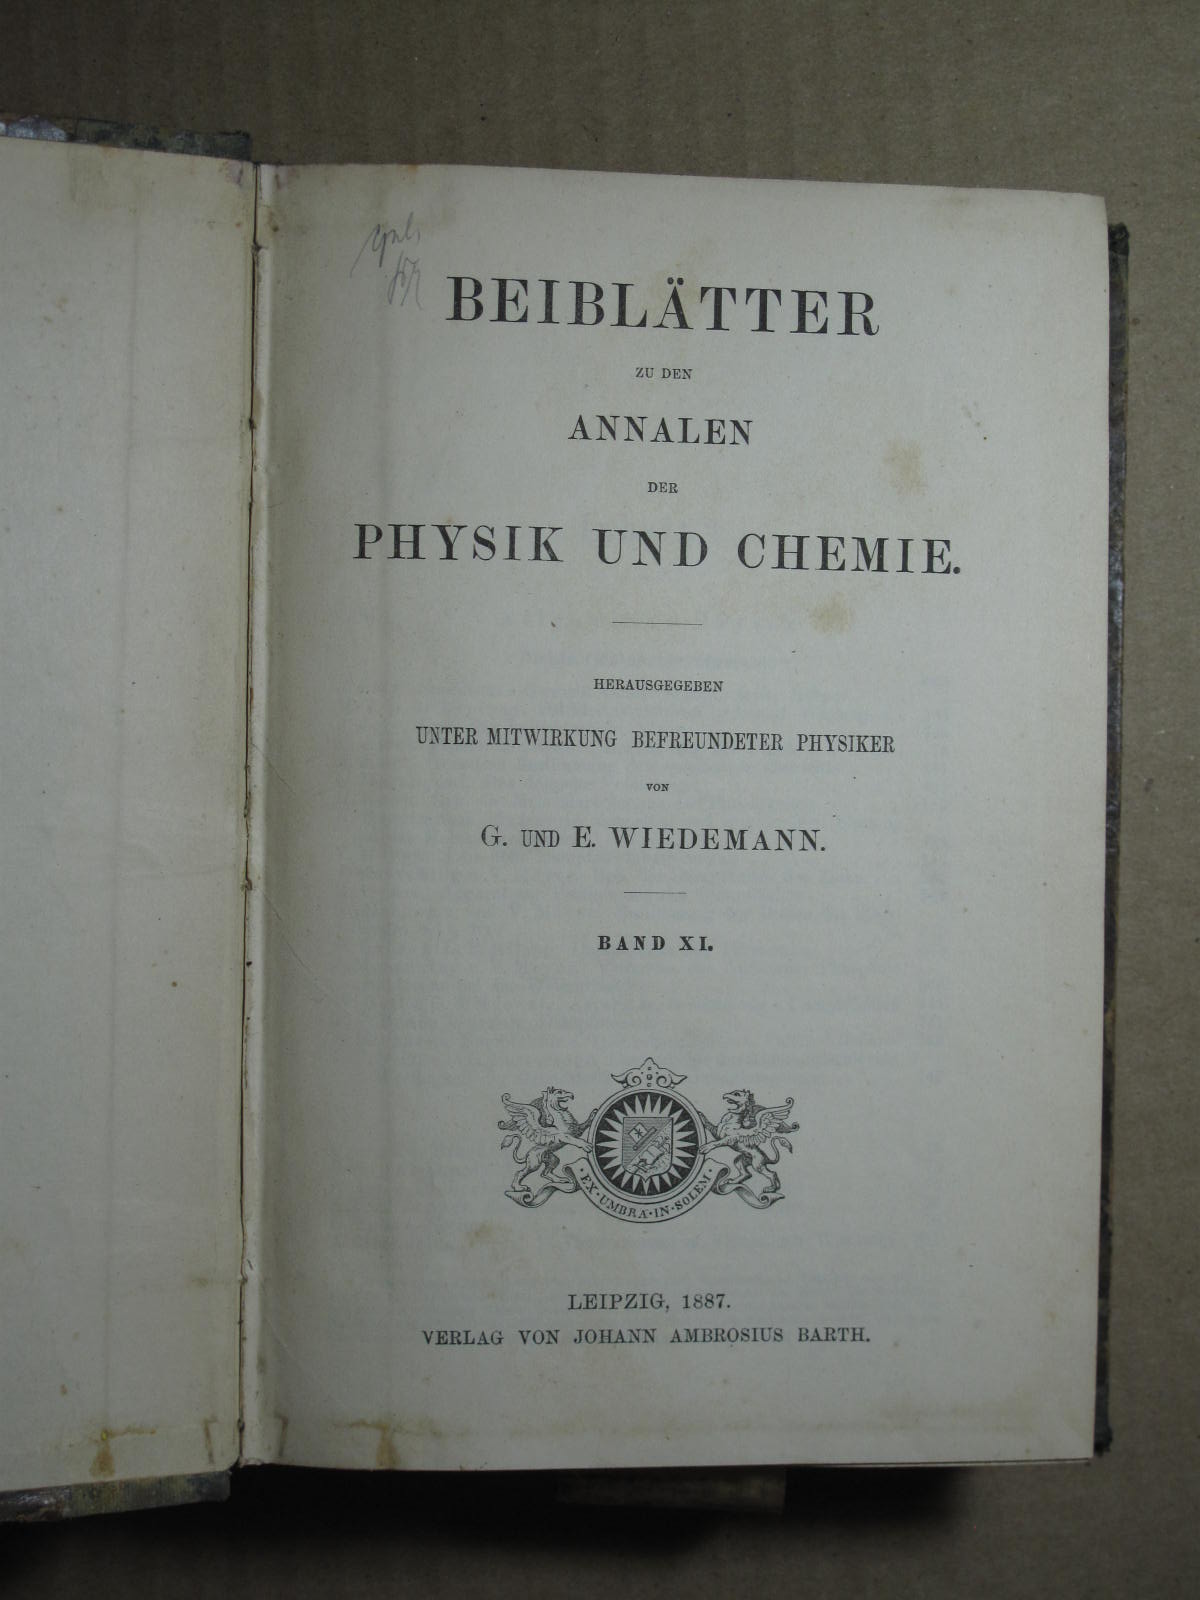 BEIBLÄTTER
ZU DEN
ANNALEN
DER
PHYSIK UND CHEMIE.
HERAUSGEGEBEN
UNTER MITWIRKUNG BEFREUNDETER PHYSIKER
VON
G. UND E. WIEDEMANN.
BAND XI.
·EX·UMBRA·IN·SOLEM·
LEIPZIG, 1887.
VERLAG VON JOHANN AMBROSIUS BARTH.